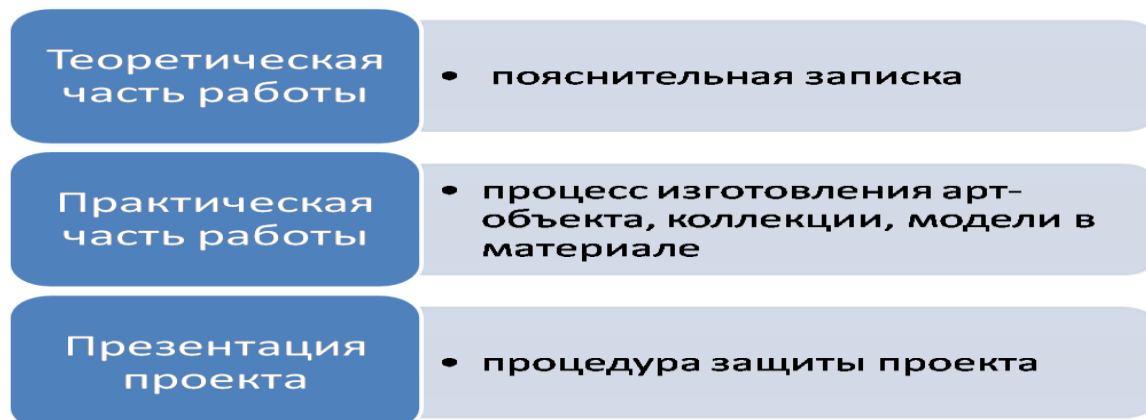 Теоретическая
часть работы
• пояснительная записка
Практическая
часть работы
• процесс изготовления арт-
объекта, коллекции, модели в
материале
Презентация
проекта
• процедура защиты проекта